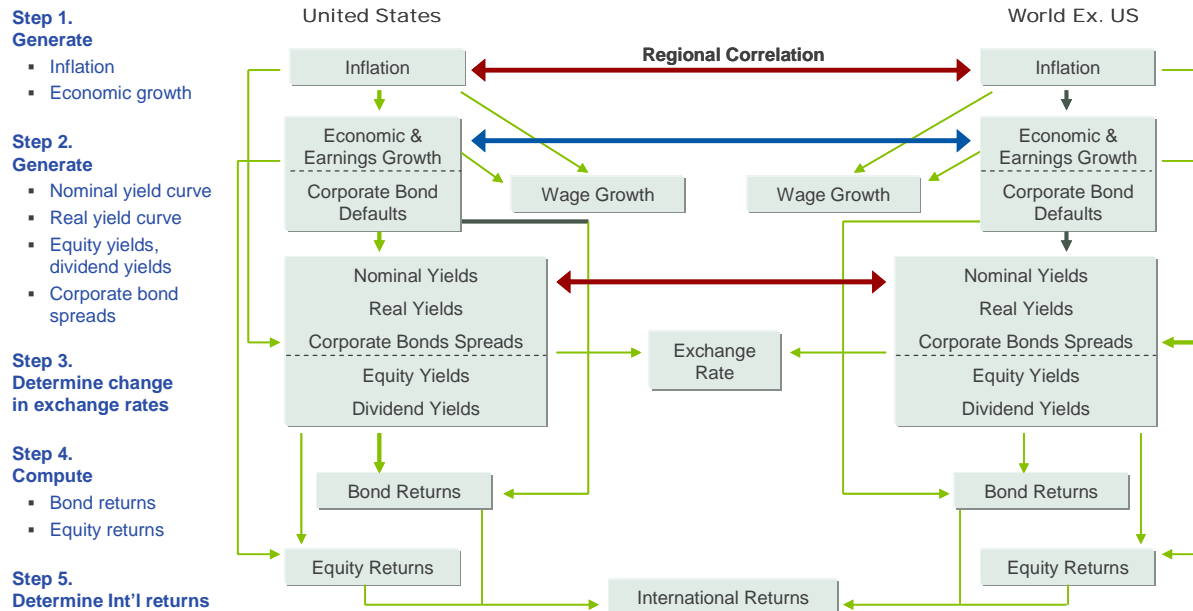 Step 1.
Generate
▪ Inflation
▪ Economic growth
Step 2.
Generate
▪ Nominal yield curve
▪ Real yield curve
▪ Equity yields,
dividend yields
▪ Corporate bond
spreads
Step 3.
Determine change
in exchange rates
Step 4.
Compute
▪ Bond returns
▪ Equity returns
Step 5.
Determine Int'l returns
United States
World Ex. US
Inflation
Regional Correlation
Inflation
Economic &
Earnings Growth
Corporate Bond
Defaults
Wage Growth
Wage Growth
Economic &
Earnings Growth
Corporate Bond
Defaults
Nominal Yields
Real Yields
Corporate Bonds Spreads
Equity Yields
Dividend Yields
Exchange
Rate
Nominal Yields
Real Yields
Corporate Bonds Spreads
Equity Yields
Dividend Yields
Bond Returns
Bond Returns
Equity Returns
Equity Returns
International Returns